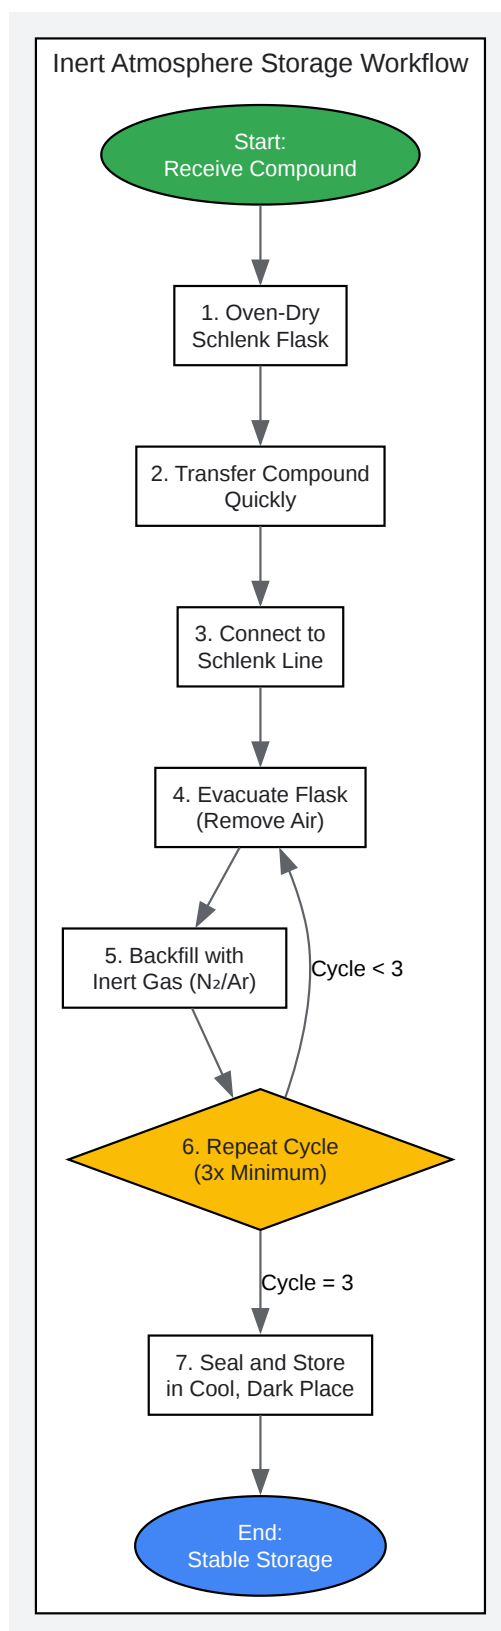 Inert Atmosphere Storage Workflow
Start:
Receive Compound
1. Oven-Dry
Schlenk Flask
2. Transfer Compound
Quickly
3. Connect to
Schlenk Line
4. Evacuate Flask
(Remove Air)
5. Backfill with
Inert Gas (N₂/Ar)
Cycle < 3
6. Repeat Cycle
(3x Minimum)
Cycle = 3
7. Seal and Store
in Cool, Dark Place
End:
Stable Storage